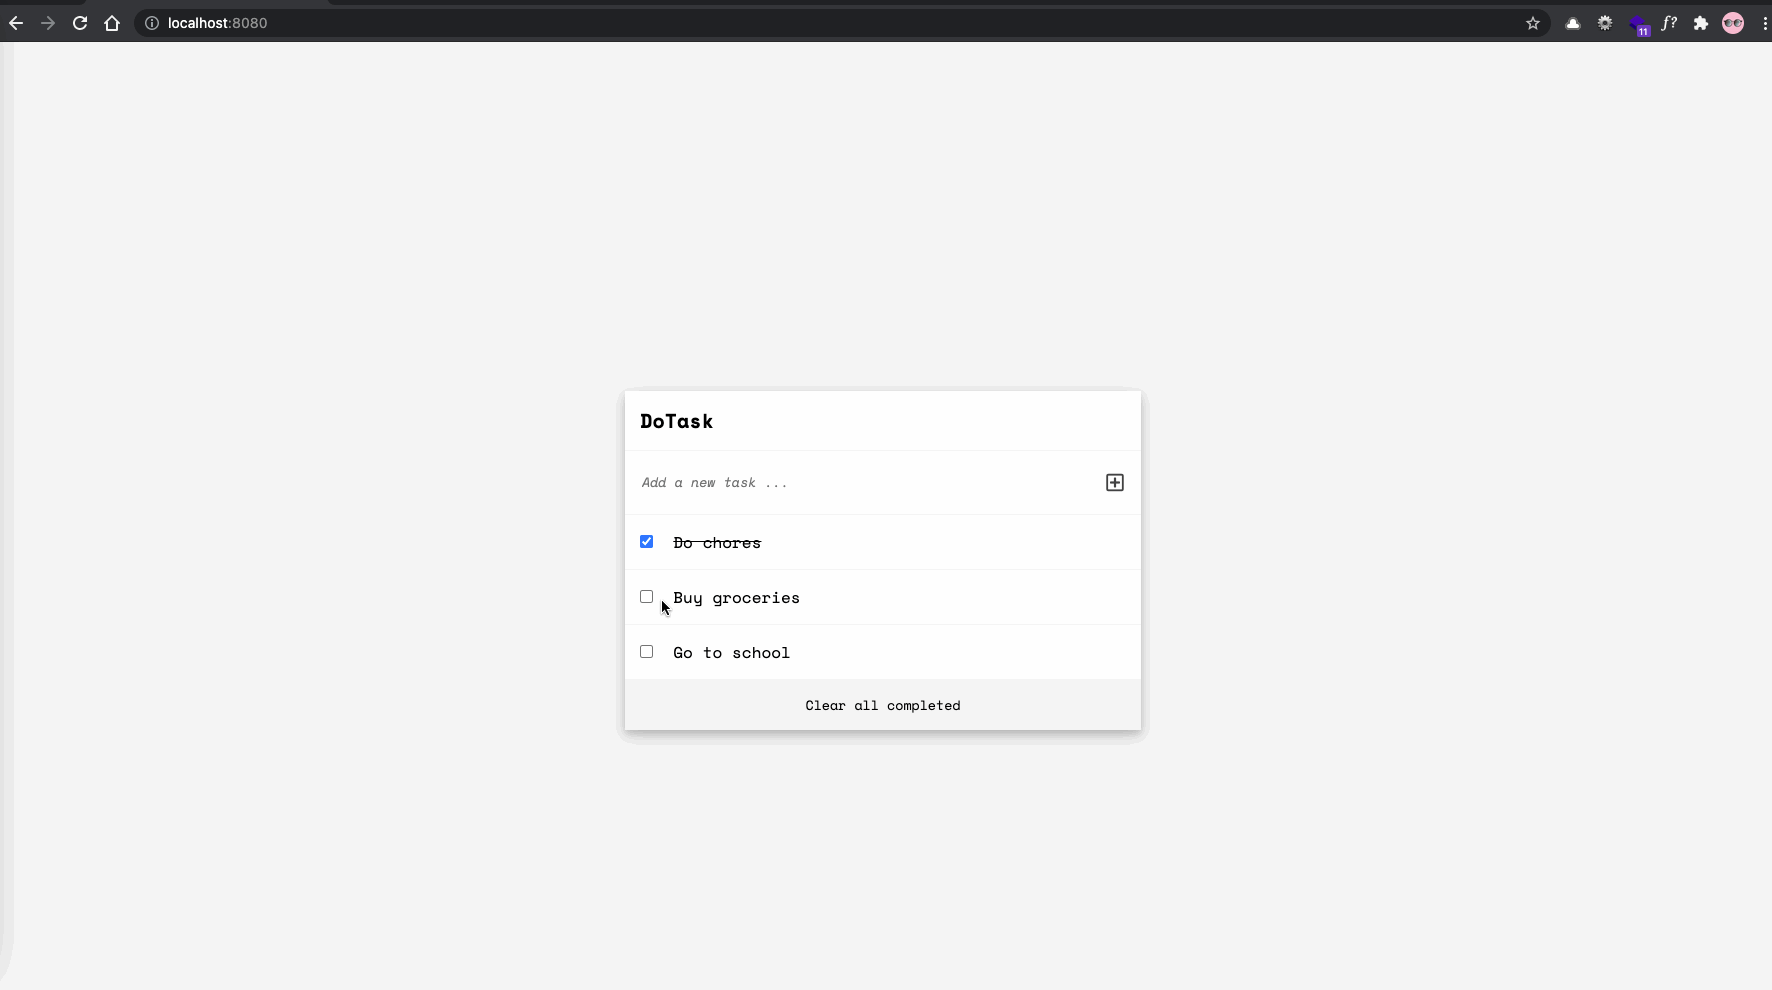 localhost:8080
11
f?
DoTask
Add a new task ...
Do chores
Buy groceries
Go to school
Clear all completed